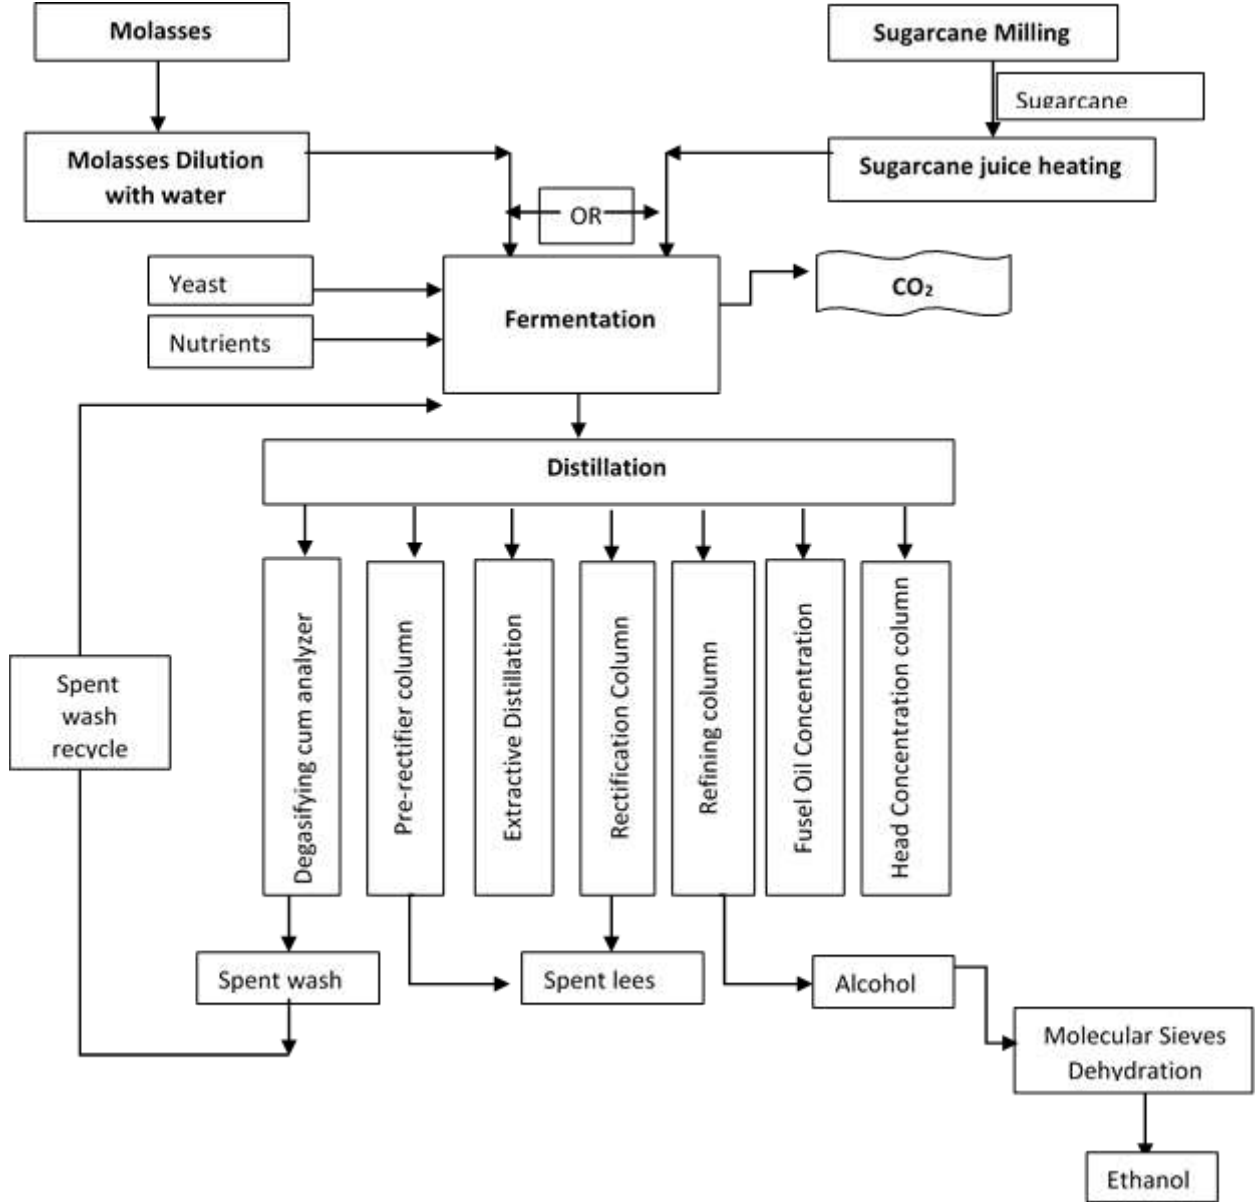 Molasses
Sugarcane Milling
Sugarcane
Molasses Dilution
with water
Sugarcane juice heating
OR
Yeast
Nutrients
Fermentation
CO₂
Distillation
Degasifying cum analyzer
Pre-rectifier column
Extractive Distillation
Rectification Column
Refining column
Fusel Oil Concentration
Head Concentration column
Spent
wash
recycle
Spent wash
Spent lees
Alcohol
Molecular Sieves
Dehydration
Ethanol